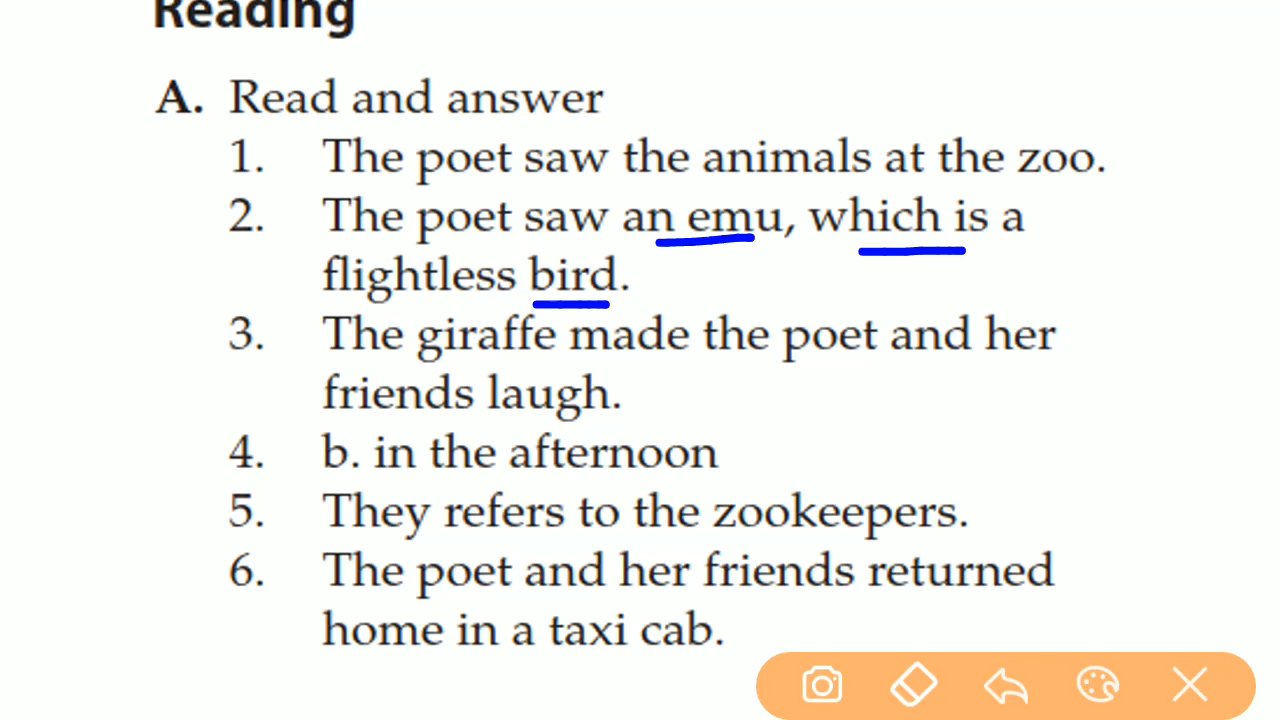 Reading
A. Read and answer
1. The poet saw the animals at the zoo.
2. The poet saw an emu, which is a
flightless bird.
3. The giraffe made the poet and her
friends laugh.
4. b. in the afternoon
5. They refers to the zookeepers.
6. The poet and her friends returned
home in a taxi cab.